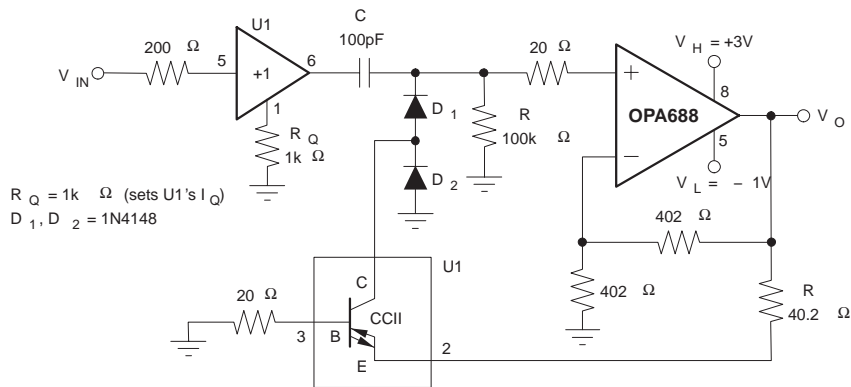 U1
C
100pF
200 Ω
20 Ω
V H = +3V
V IN
5
+1
6
1
+
8
OPA688
V O
D 1
R
100k Ω
R Q
1k Ω
5
−
D 2
V L = − 1V
R Q = 1k Ω (sets U1's I Q)
D 1 , D 2 = 1N4148
402 Ω
U1
C
20 Ω
402 Ω
R
40.2 Ω
CCII
3
B
2
E